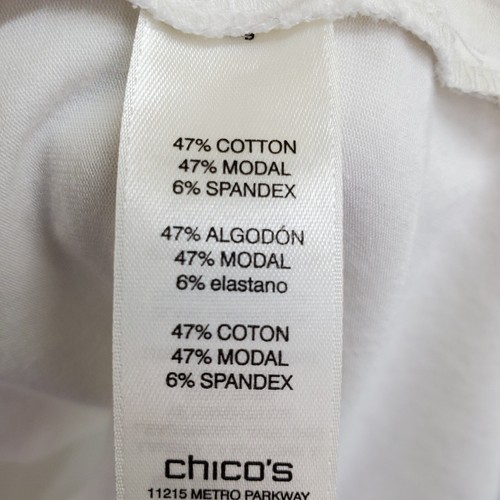 47% COTTON
47% MODAL
6% SPANDEX
47% ALGODÓN
47% MODAL
6% elastano
47% COTON
47% MODAL
6% SPANDEX
chico's
11215 METRO PARKWAY